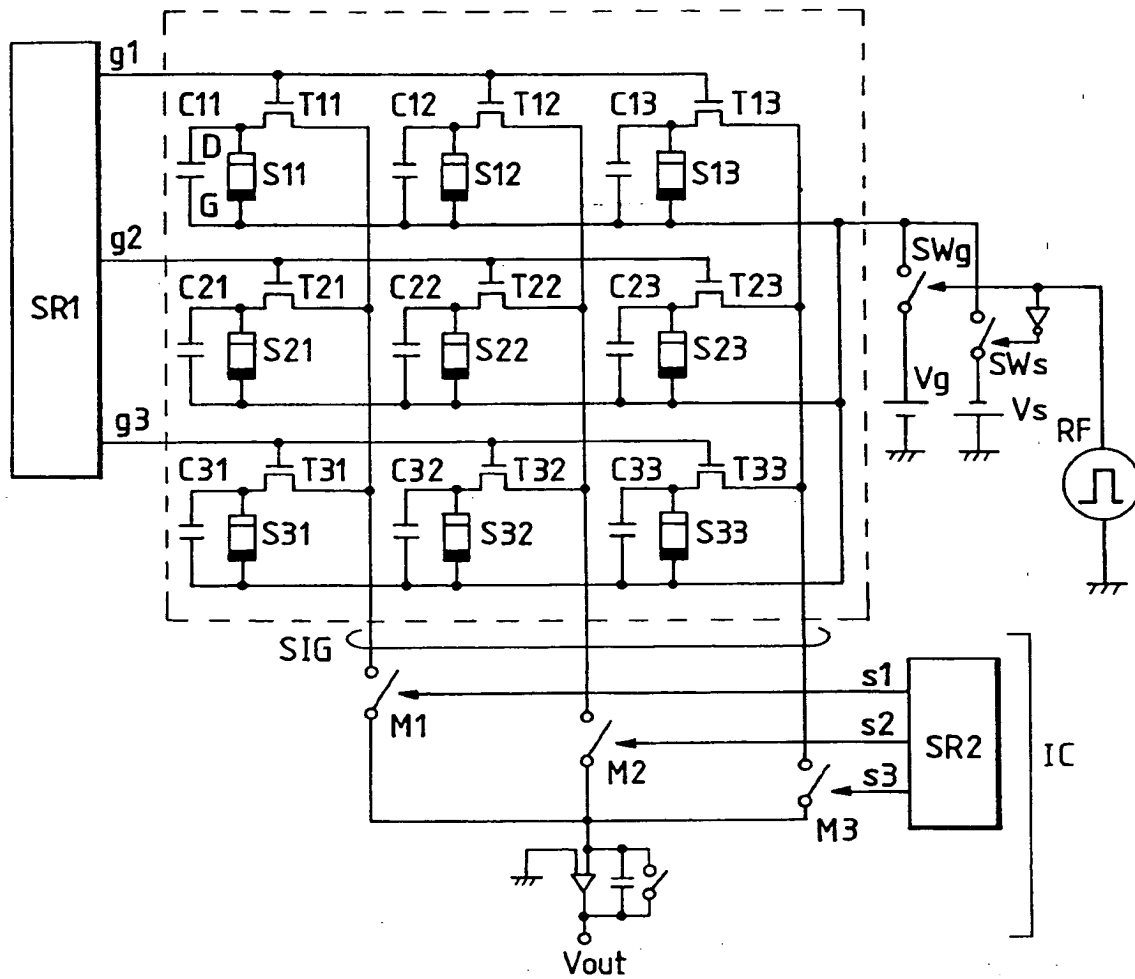 g1
C11 T11 C12 T12 C13 T13
D
S11 S12 S13
G
g2
SWg
C21 T21 C22 T22 C23 T23
SR1
S21 S22 S23
SWs
Vg
Vs
g3
RF
C31 T31 C32 T32 C33 T33
S31 S32 S33
SIG
s1
M1
s2
SR2
IC
M2
s3
M3
Vout